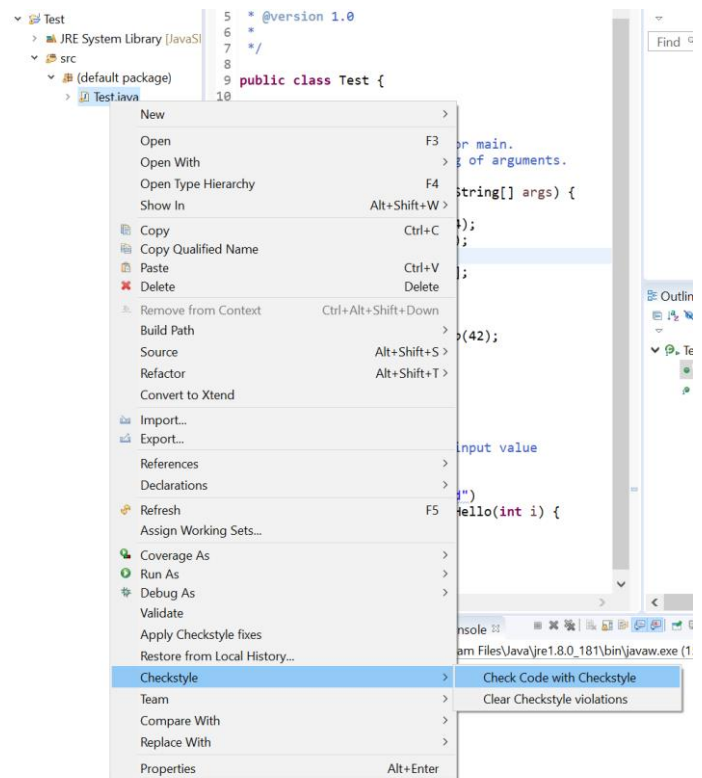 Test
JRE System Library [JavaS
src
(default package)
Test.java
5 * @version 1.0
6 *
7 */
8
9 public class Test {
10
or main.
of arguments.
String[] args) {
);
);
];
(42);
input value
")
Hello(int i) {
Find
Outlin
Te
New
Open F3
Open With
Open Type Hierarchy F4
Show In Alt+Shift+W
Copy Ctrl+C
Copy Qualified Name
Paste Ctrl+V
Delete Delete
Remove from Context Ctrl+Alt+Shift+Down
Build Path
Source Alt+Shift+S
Refactor Alt+Shift+T
Convert to Xtend
Import...
Export...
References
Declarations
Refresh F5
Assign Working Sets...
Coverage As
Run As
Debug As
Validate
Apply Checkstyle fixes
Restore from Local History...
Checkstyle
Team
Compare With
Replace With
Properties Alt+Enter
Check Code with Checkstyle
Clear Checkstyle violations
nsole
am Files\Java\jre1.8.0_181\bin\javaw.exe (1